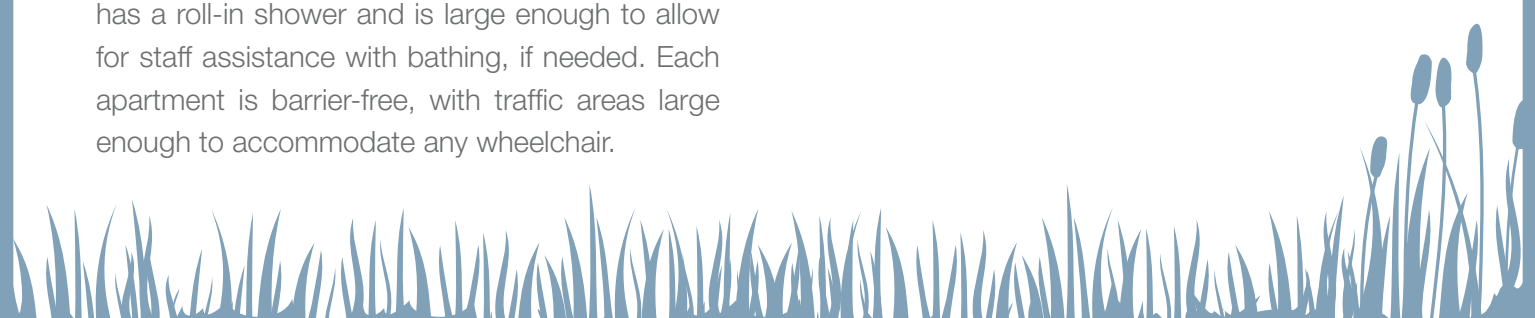 has a roll-in shower and is large enough to allow
for staff assistance with bathing, if needed. Each
apartment is barrier-free, with traffic areas large
enough to accommodate any wheelchair.